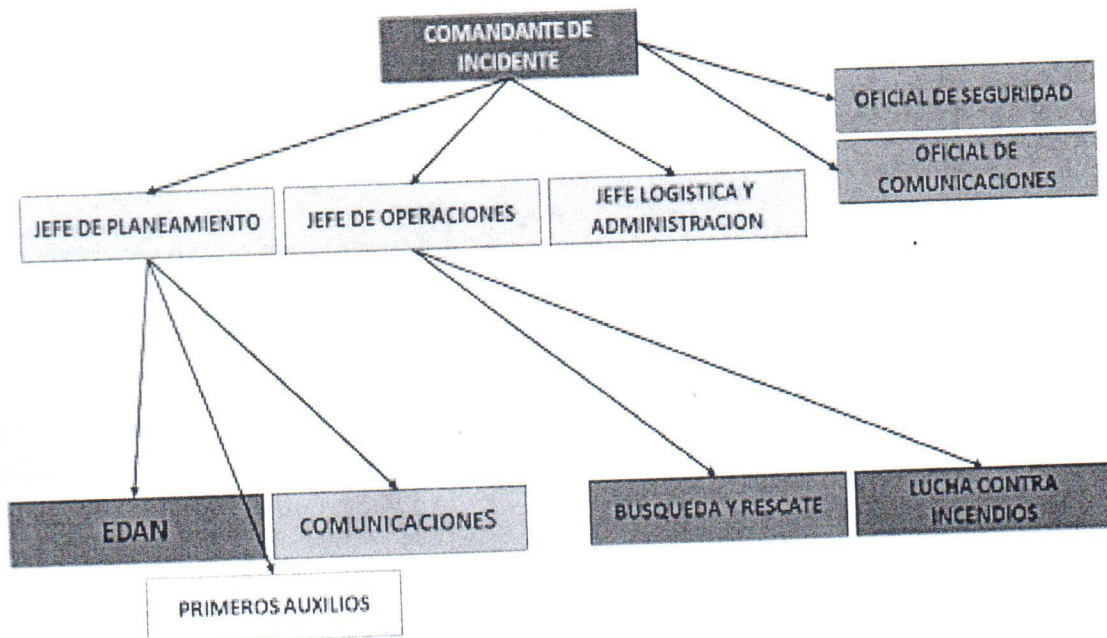 COMANDANTE DE
INCIDENTE
OFICIAL DE SEGURIDAD
OFICIAL DE
COMUNICACIONES
JEFE DE PLANEAMIENTO
JEFE DE OPERACIONES
JEFE LOGISTICA Y
ADMINISTRACION
EDAN
COMUNICACIONES
BUSQUEDA Y RESCATE
LUCHA CONTRA
INCENDIOS
PRIMEROS AUXILIOS